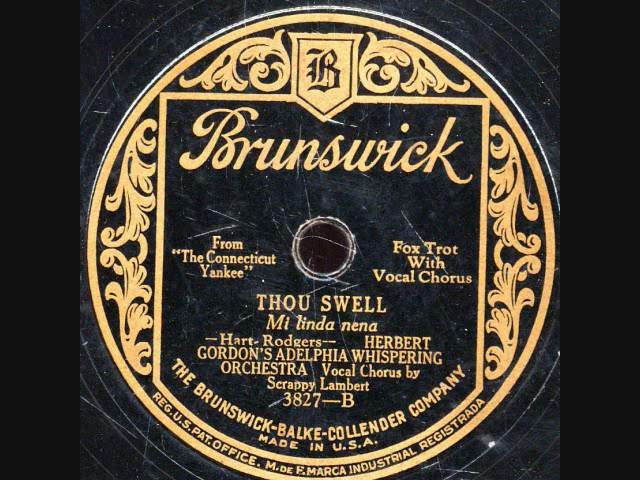 B
Brunswick
From
"The Connecticut
Yankee"
Fox Trot
With
Vocal Chorus
THOU SWELL
Mi linda nena
—Hart-Rodgers— HERBERT
GORDON'S ADELPHIA WHISPERING
ORCHESTRA Vocal Chorus by
Scrappy Lambert
3827—B
THE BRUNSWICK-BALKE-COLLENDER COMPANY
MADE IN U.S.A.
REG. U.S. PAT. OFFICE. M. DE F. MARCA INDUSTRIAL REGISTRADA